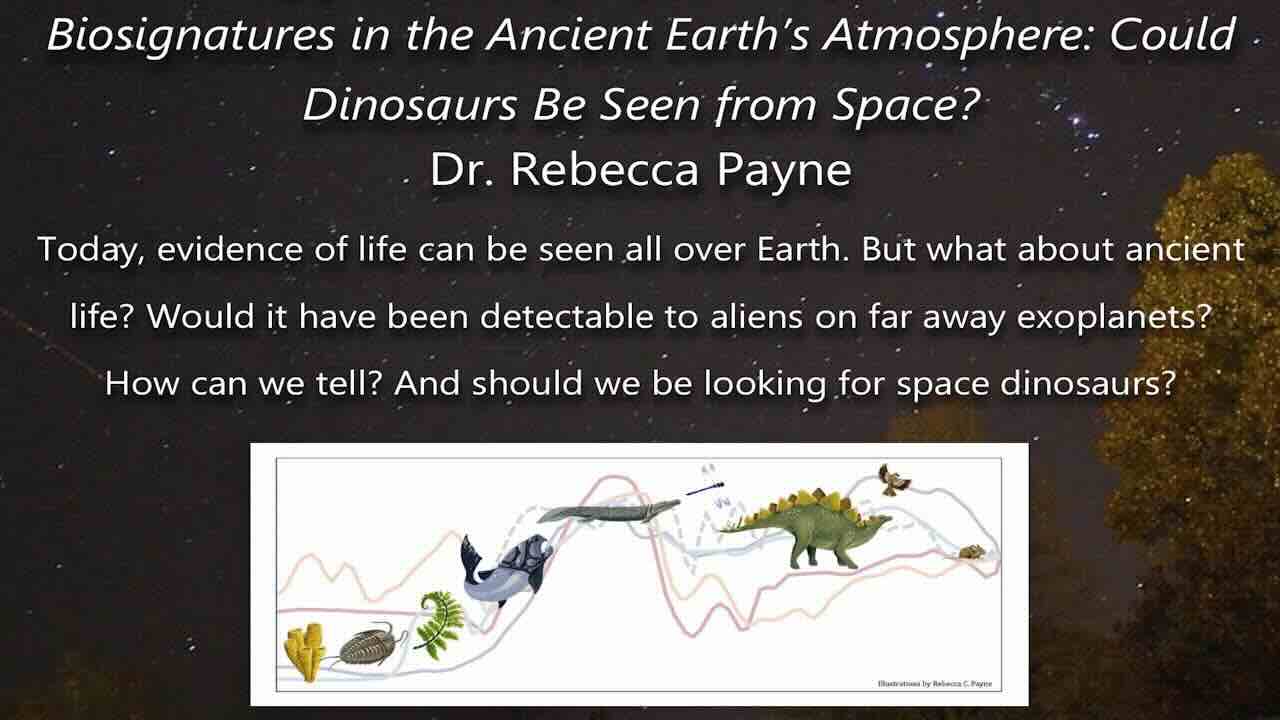 Biosignatures in the Ancient Earth's Atmosphere: Could
Dinosaurs Be Seen from Space?
Dr. Rebecca Payne
Today, evidence of life can be seen all over Earth. But what about ancient
life? Would it have been detectable to aliens on far away exoplanets?
How can we tell? And should we be looking for space dinosaurs?
Illustrations by Rebecca C. Payne